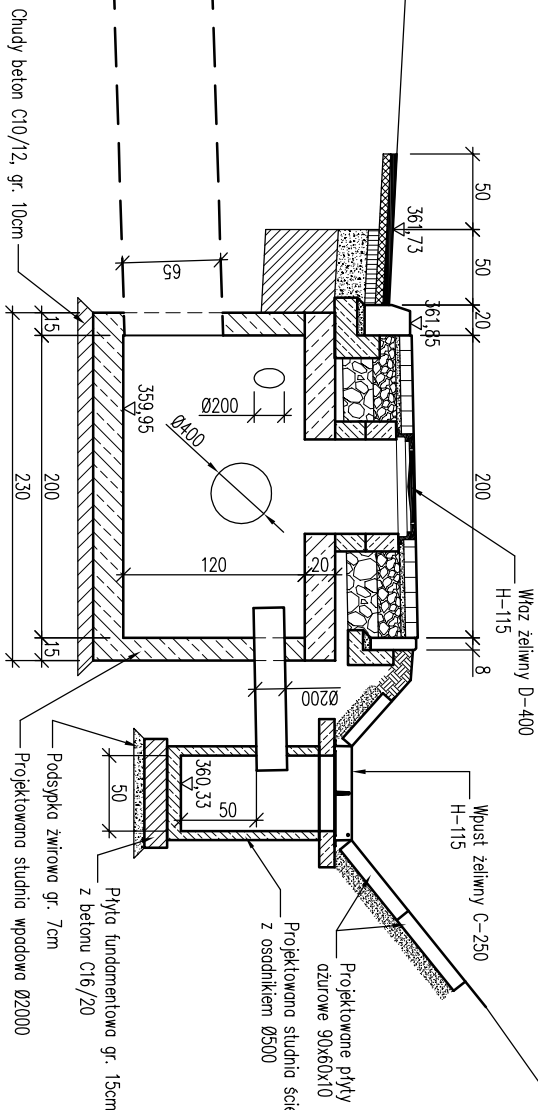 50
50
20
200
8
361,73
361,85
Właz żeliwny D-400
H-115
Wpust żeliwny C-250
H-115
Projektowane płyty
ażurowe 90x60x10
Projektowana studnia ście
z osadnikiem Ø500
Płyta fundamentowa gr. 15cm
z betonu C16/20
Podsypka żwirowa gr. 7cm
Projektowana studnia wpadowa Ø2000
Chudy beton C10/12, gr. 10cm
65
Ø200
Ø400
359,95
120
20
Ø200
360,33
50
50
15
200
15
230